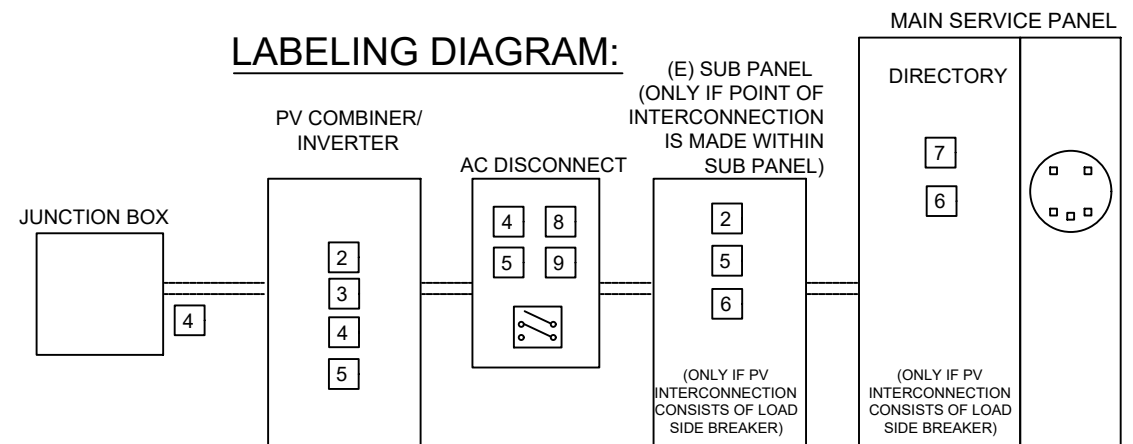 LABELING DIAGRAM:
JUNCTION BOX
4
PV COMBINER/
INVERTER
2
3
4
5
AC DISCONNECT
4 8
5 9
(E) SUB PANEL
(ONLY IF POINT OF
INTERCONNECTION
IS MADE WITHIN
SUB PANEL)
2
5
6
(ONLY IF PV
INTERCONNECTION
CONSISTS OF LOAD
SIDE BREAKER)
MAIN SERVICE PANEL
DIRECTORY
7
6
(ONLY IF PV
INTERCONNECTION
CONSISTS OF LOAD
SIDE BREAKER)